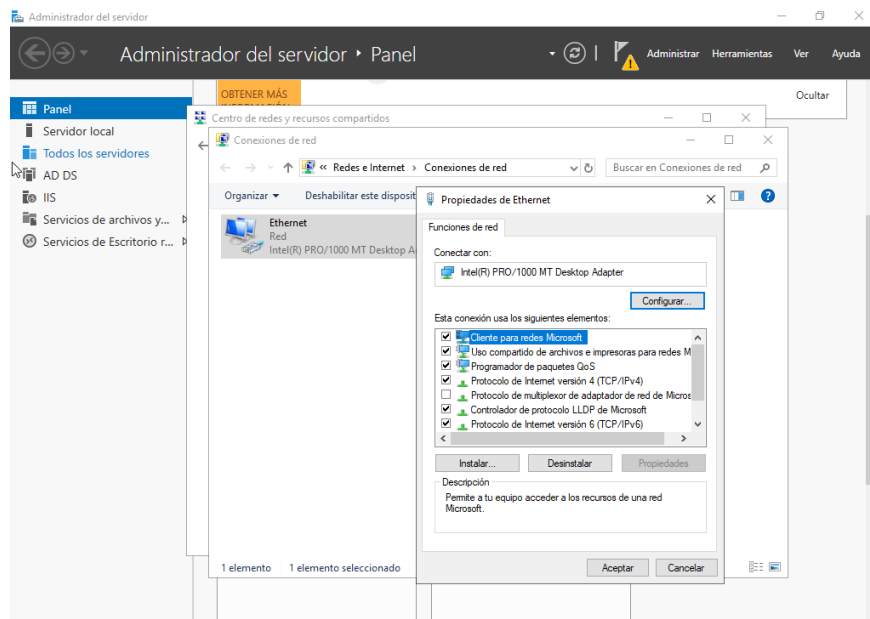 Administrador del servidor
Administrador del servidor ‣ Panel
Administrar Herramientas Ver Ayuda
Panel
Servidor local
Todos los servidores
AD DS
IIS
Servicios de archivos y...
Servicios de Escritorio r...
OBTENER MÁS
Ocultar
Centro de redes y recursos compartidos
Conexiones de red
« Redes e Internet › Conexiones de red
Buscar en Conexiones de red
Organizar
Deshabilitar este disposit
Ethernet
Red
Intel(R) PRO/1000 MT Desktop A
1 elemento 1 elemento seleccionado
Propiedades de Ethernet
Funciones de red
Conectar con:
Intel(R) PRO/1000 MT Desktop Adapter
Configurar...
Esta conexión usa los siguientes elementos:
Cliente para redes Microsoft
Uso compartido de archivos e impresoras para redes M
Programador de paquetes QoS
Protocolo de Internet versión 4 (TCP/IPv4)
Protocolo de multiplexor de adaptador de red de Micros
Controlador de protocolo LLDP de Microsoft
Protocolo de Internet versión 6 (TCP/IPv6)
Instalar... Desinstalar Propiedades
Descripción
Permite a tu equipo acceder a los recursos de una red
Microsoft.
Aceptar Cancelar